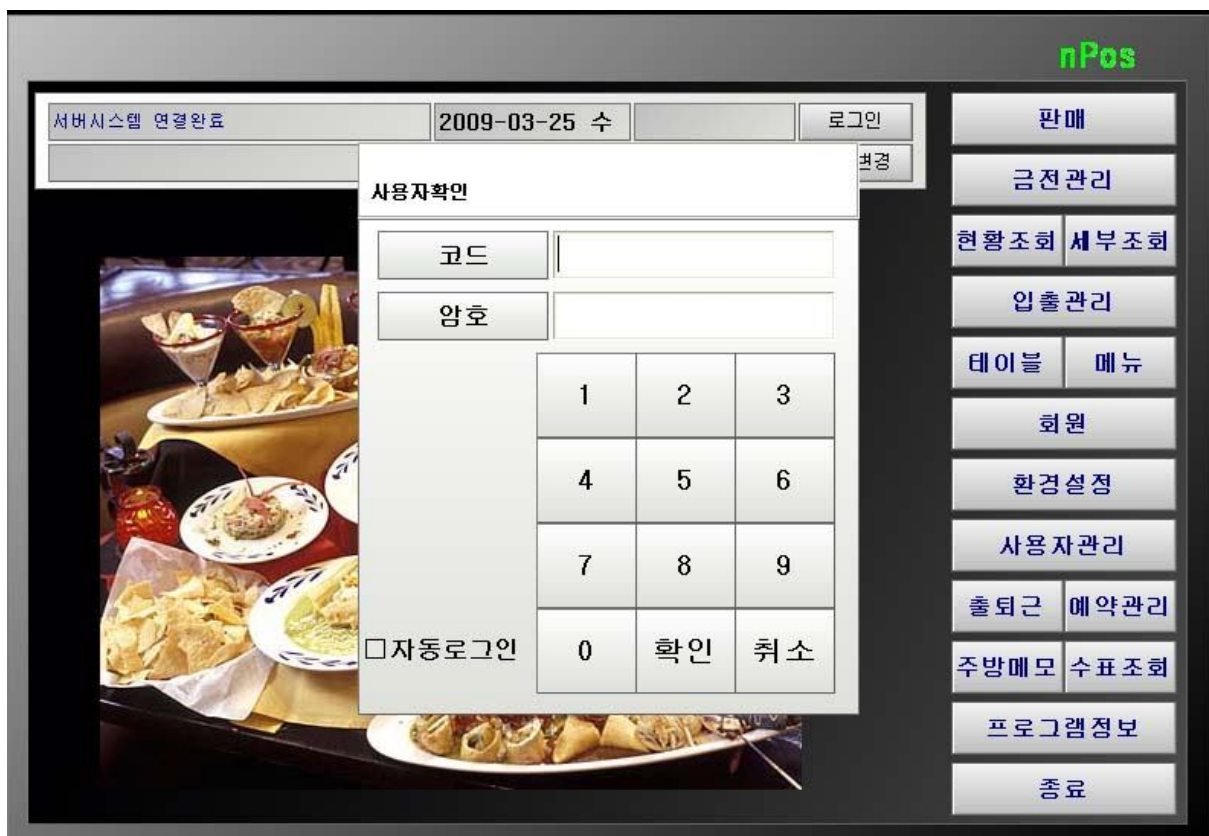 nPos
서버시스템 연결완료 2009-03-25 수 로그인
변경
사용자확인
코드
암호
1 2 3
4 5 6
7 8 9
□자동로그인 0 확인 취소
판매
금전관리
현황조회 세부조회
입출관리
테이블 메뉴
회원
환경설정
사용자관리
출퇴근 예약관리
주방메모 수표조회
프로그램정보
종료